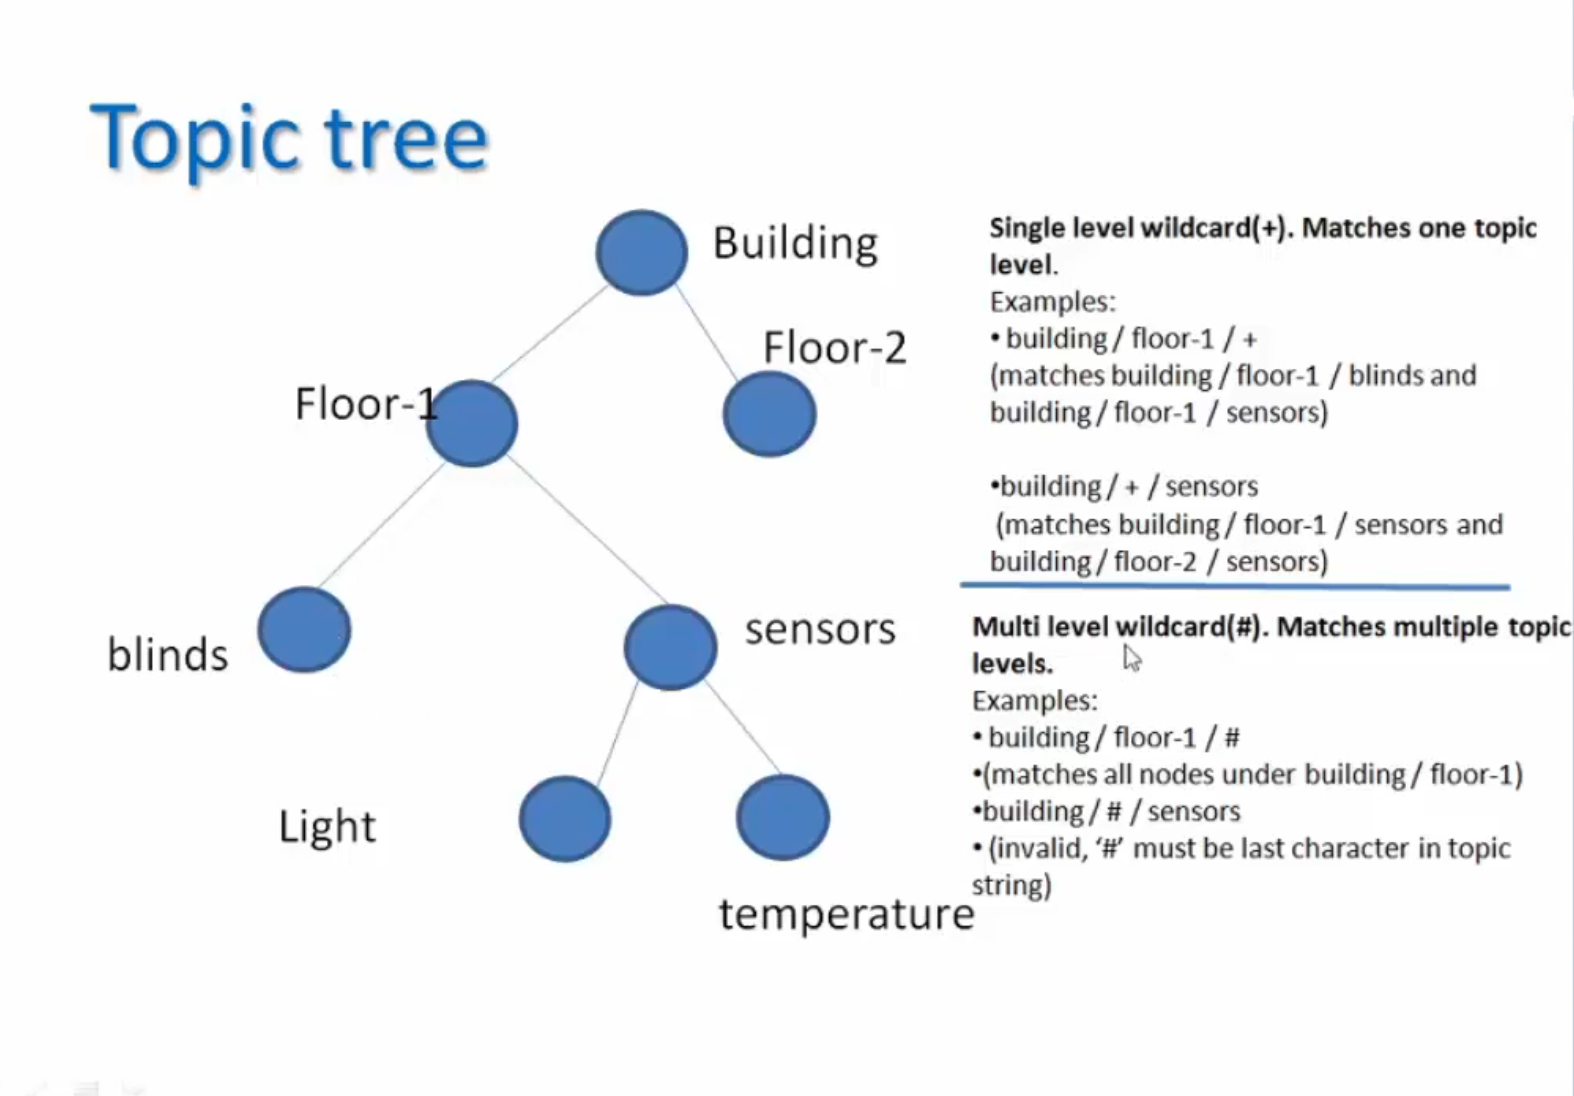 Topic tree
Building
Floor-2
Floor-1
blinds
sensors
Light
temperature
Single level wildcard(+). Matches one topic
level.
Examples:
• building / floor-1 / +
(matches building / floor-1 / blinds and
building / floor-1 / sensors)
•building / + / sensors
(matches building / floor-1 / sensors and
building / floor-2 / sensors)
Multi level wildcard(#). Matches multiple topic
levels.
Examples:
• building / floor-1 / #
•(matches all nodes under building / floor-1)
•building / # / sensors
• (invalid, ‘#’ must be last character in topic
string)